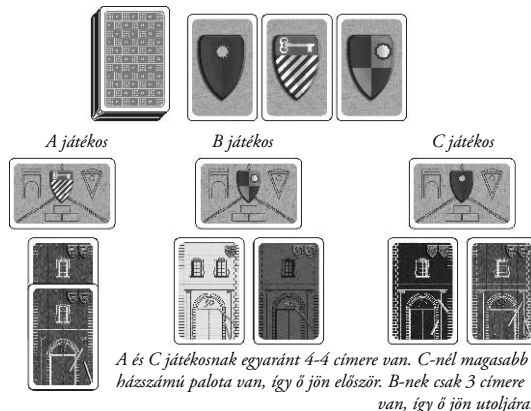 A játékos B játékos C játékos
A és C játékosnak egyaránt 4-4 címere van. C-nél magasabb
házszámú palota van, így ő jön először. B-nek csak 3 címere
van, így ő jön utoljára.